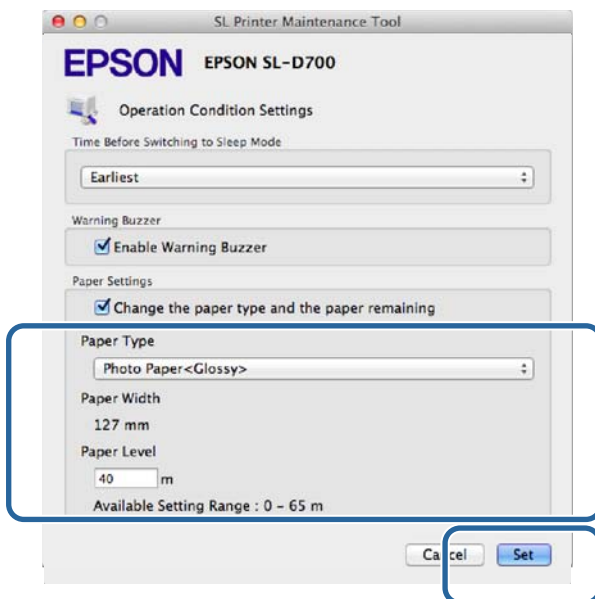 SL Printer Maintenance Tool
EPSON EPSON SL-D700
Operation Condition Settings
Time Before Switching to Sleep Mode
Earliest
Warning Buzzer
Enable Warning Buzzer
Paper Settings
Change the paper type and the paper remaining
Paper Type
Photo Paper<Glossy>
Paper Width
127 mm
Paper Level
40 m
Available Setting Range : 0 – 65 m
Cancel Set